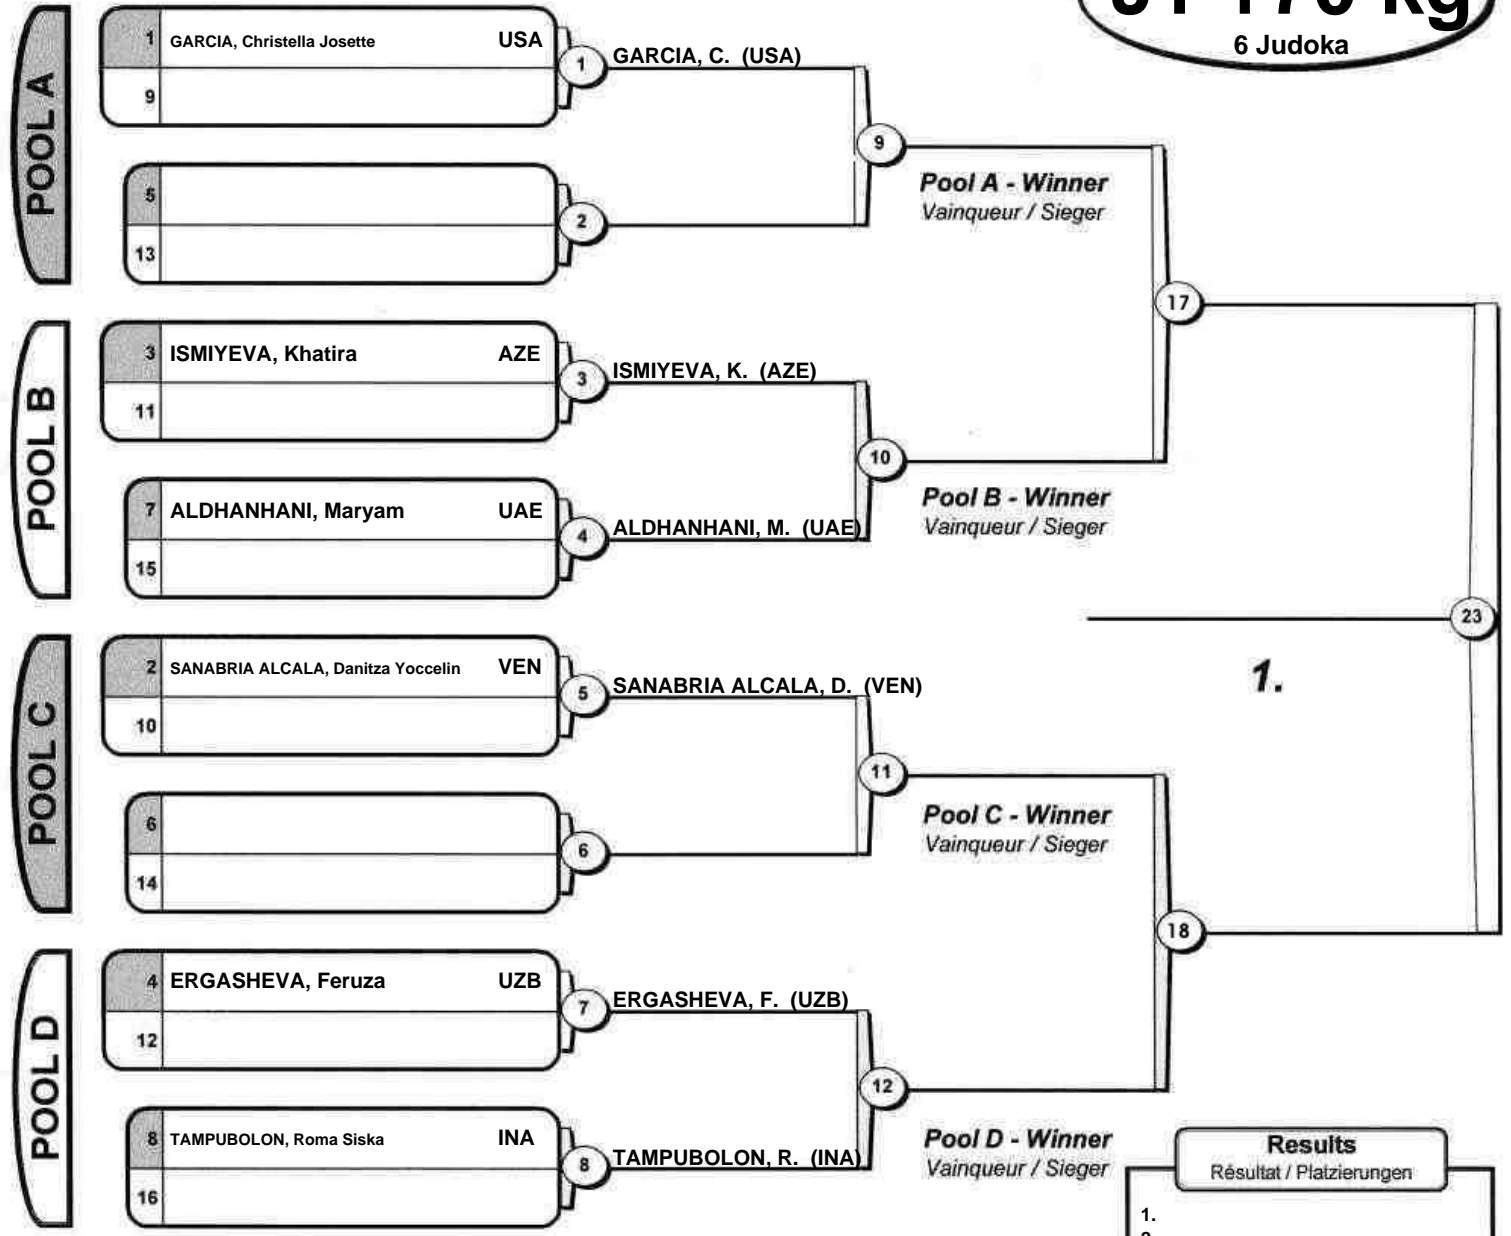 6 Judoka
POOL A
1 GARCIA, Christella Josette USA
9
1
GARCIA, C. (USA)
5
13
2
9
Pool A - Winner
Vainqueur / Sieger
POOL B
3 ISMIYEVA, Khatira AZE
11
3
ISMIYEVA, K. (AZE)
7 ALDHANHANI, Maryam UAE
15
4
ALDHANHANI, M. (UAE)
10
Pool B - Winner
Vainqueur / Sieger
17
POOL C
2 SANABRIA ALCALA, Danitza Yoccelin VEN
10
5
SANABRIA ALCALA, D. (VEN)
6
14
6
11
Pool C - Winner
Vainqueur / Sieger
23
1.
POOL D
4 ERGASHEVA, Feruza UZB
12
7
ERGASHEVA, F. (UZB)
8 TAMPUBOLON, Roma Siska INA
16
8
TAMPUBOLON, R. (INA)
12
Pool D - Winner
Vainqueur / Sieger
18
Results
Résultat / Platzierungen
1.